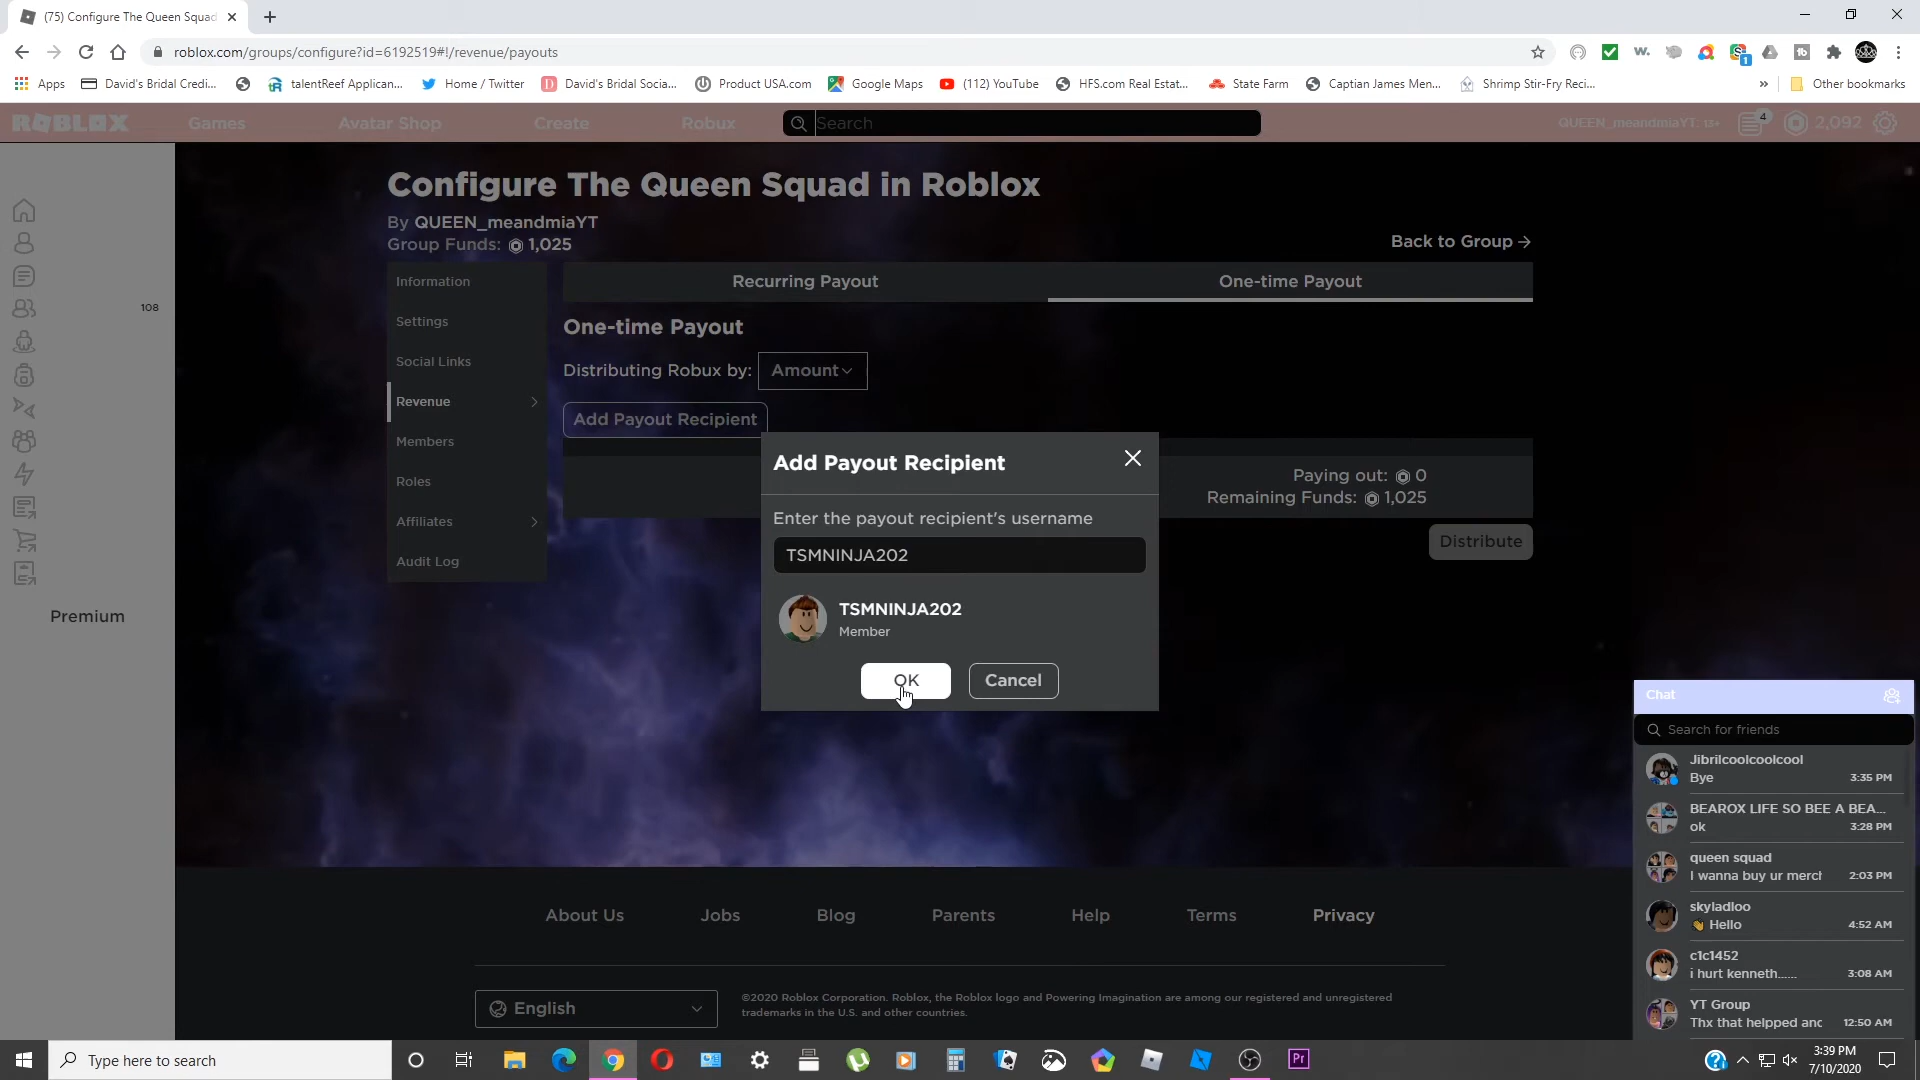 (75) Configure The Queen Squad
roblox.com/groups/configure?id=6192519#!/revenue/payouts
Apps
David's Bridal Credi...
talentReef Applican...
Home / Twitter
David's Bridal Socia...
Product USA.com
Google Maps
(112) YouTube
HFS.com Real Estat...
State Farm
Captian James Men...
Shrimp Stir-Fry Reci...
»
Other bookmarks
ROBLOX
Games
Avatar Shop
Create
Robux
Search
QUEEN_meandmiaYT: 13+
4
2,092
Configure The Queen Squad in Roblox
By QUEEN_meandmiaYT
Group Funds: 1,025
Back to Group →
108
Premium
Information
Settings
Social Links
Revenue
Members
Roles
Affiliates
Audit Log
Recurring Payout
One-time Payout
One-time Payout
Distributing Robux by: Amount
Add Payout Recipient
Paying out: 0
Remaining Funds: 1,025
Distribute
Add Payout Recipient
Enter the payout recipient's username
TSMNINJA202
TSMNINJA202
Member
OK
Cancel
Chat
Search for friends
Jibrilcoolcoolcool
Bye 3:35 PM
BEAROX LIFE SO BEE A BEA...
ok 3:28 PM
queen squad
I wanna buy ur merch 2:03 PM
skyladloo
👋 Hello 4:52 AM
c1c1452
i hurt kenneth...... 3:08 AM
YT Group
Thx that helpped and 12:50 AM
About Us
Jobs
Blog
Parents
Help
Terms
Privacy
English
©2020 Roblox Corporation. Roblox, the Roblox logo and Powering Imagination are among our registered and unregistered
trademarks in the U.S. and other countries.
Type here to search
Pr
3:39 PM
7/10/2020